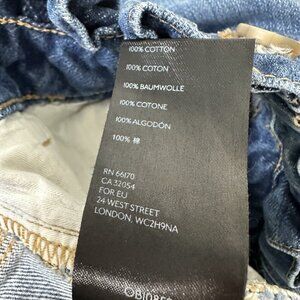 100% COTTON
100% COTON
100% BAUMWOLLE
100% COTONE
100% ALGODÓN
100% 棉
RN 66170
CA 32054
FOR EU
24 WEST STREET
LONDON, WC2H9NA